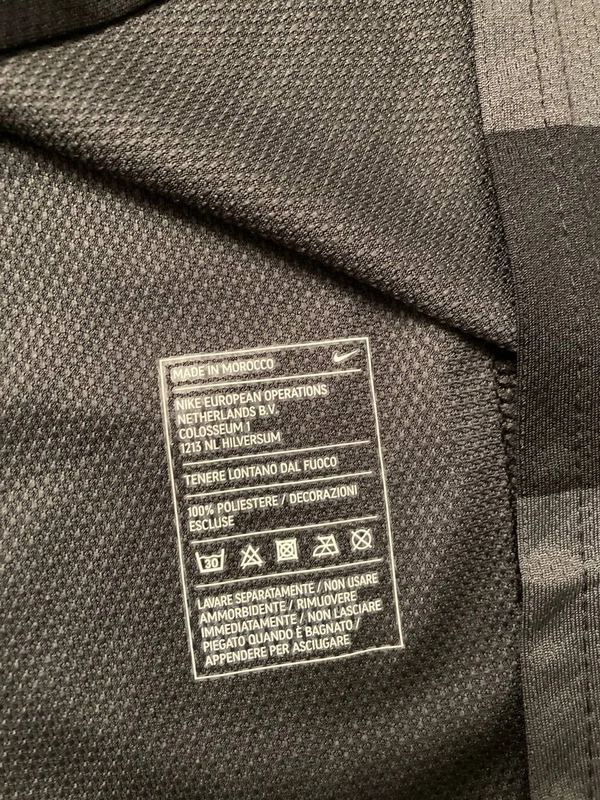 MADE IN MOROCCO
NIKE EUROPEAN OPERATIONS
NETHERLANDS B.V.
COLOSSEUM 1
1213 NL HILVERSUM
TENERE LONTANO DAL FUOCO
100% POLIESTERE / DECORAZIONI
ESCLUSE
30
LAVARE SEPARATAMENTE / NON USARE
AMMORBIDENTE / RIMUOVERE
IMMEDIATAMENTE / NON LASCIARE
PIEGATO QUANDO È BAGNATO /
APPENDERE PER ASCIUGARE